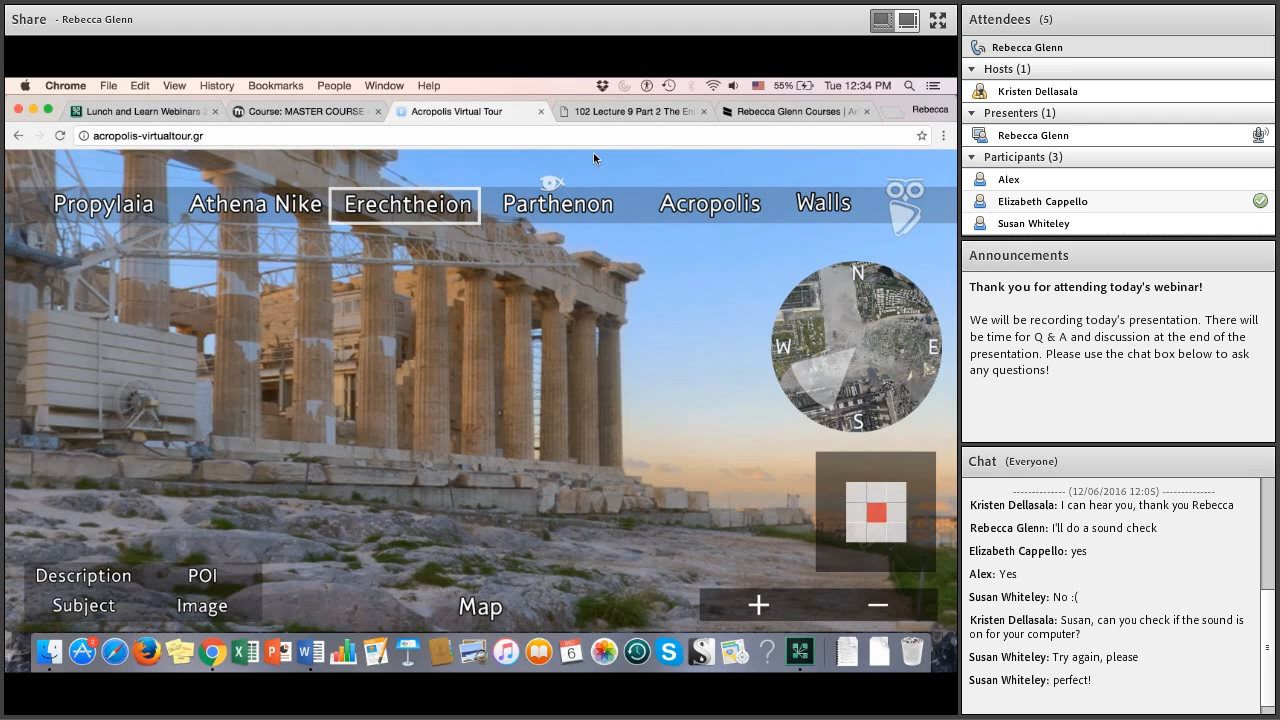 Share - Rebecca Glenn
Chrome File Edit View History Bookmarks People Window Help 55% Tue 12:34 PM
Lunch and Learn Webinars 2 Course: MASTER COURSE Acropolis Virtual Tour 102 Lecture 9 Part 2 The En Rebecca Glenn Courses | Ar Rebecca
acropolis-virtualtour.gr
Propylaia Athena Nike Erechtheion Parthenon Acropolis Walls
N
W E
S
Description POI
Subject Image
Map
+ −
DEC
6
Attendees (5)
Rebecca Glenn
Hosts (1)
Kristen Dellasala
Presenters (1)
Rebecca Glenn
Participants (3)
Alex
Elizabeth Cappello
Susan Whiteley
Announcements
Thank you for attending today's webinar!
We will be recording today's presentation. There will
be time for Q & A and discussion at the end of the
presentation. Please use the chat box below to ask
any questions!
Chat (Everyone)
-------------- (12/06/2016 12:05) --------------
Kristen Dellasala: I can hear you, thank you Rebecca
Rebecca Glenn: I'll do a sound check
Elizabeth Cappello: yes
Alex: Yes
Susan Whiteley: No :(
Kristen Dellasala: Susan, can you check if the sound is
on for your computer?
Susan Whiteley: Try again, please
Susan Whiteley: perfect!